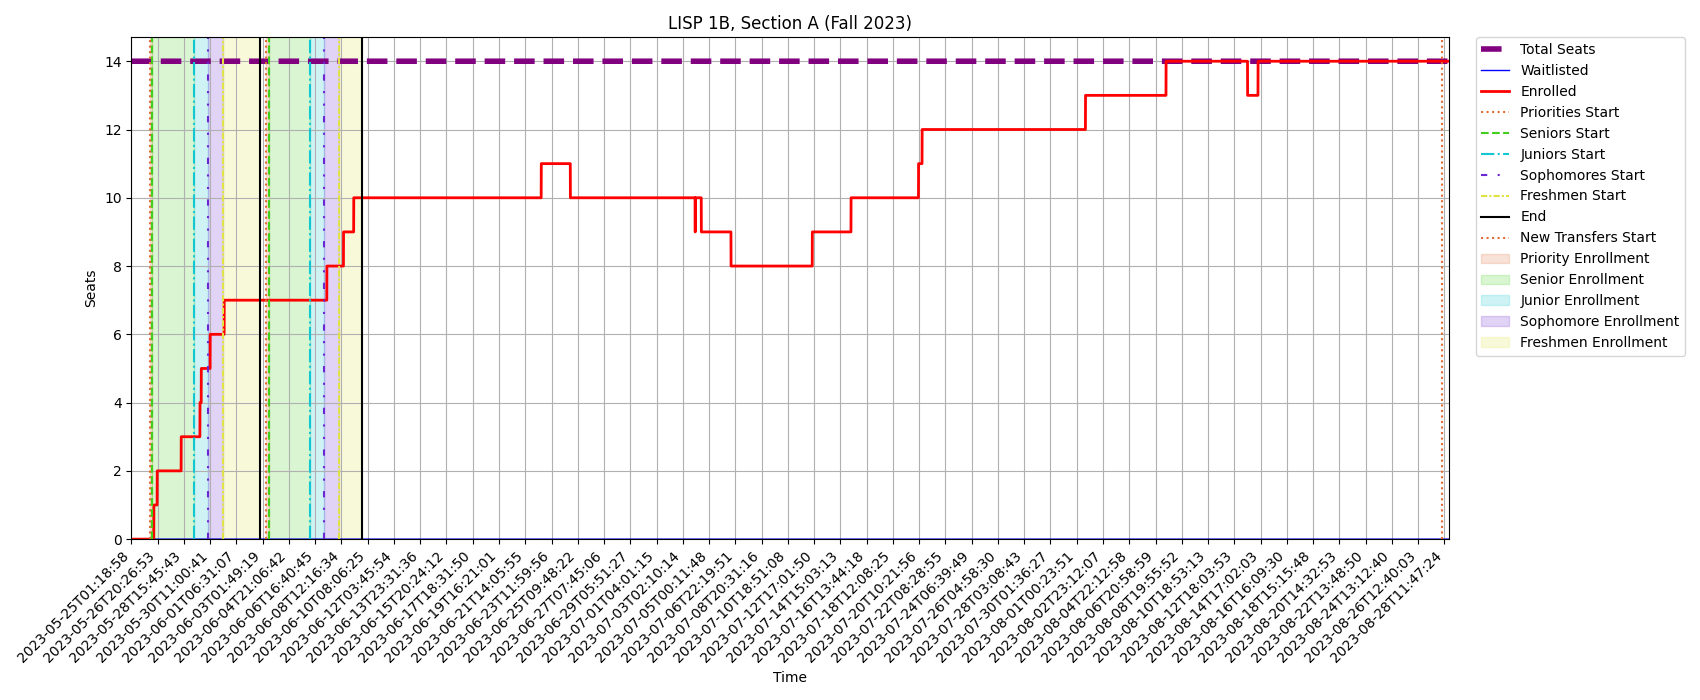 LISP 1B, Section A (Fall 2023)
Seats
14
12
10
8
6
4
2
0
2023-05-25T01:18:58
2023-05-26T20:26:53
2023-05-28T15:45:43
2023-05-30T11:00:41
2023-06-01T06:31:07
2023-06-03T01:49:19
2023-06-04T21:06:42
2023-06-06T16:40:45
2023-06-08T12:16:34
2023-06-10T08:06:25
2023-06-12T03:45:54
2023-06-13T23:31:36
2023-06-15T20:24:12
2023-06-17T18:31:50
2023-06-19T16:21:01
2023-06-21T14:05:55
2023-06-23T11:59:56
2023-06-25T09:48:22
2023-06-27T07:45:06
2023-06-29T05:51:27
2023-07-01T04:01:15
2023-07-03T02:10:14
2023-07-05T00:11:48
2023-07-06T22:19:51
2023-07-08T20:31:16
2023-07-10T18:51:08
2023-07-12T17:01:50
2023-07-14T15:03:13
2023-07-16T13:44:18
2023-07-18T12:08:25
2023-07-20T10:21:56
2023-07-22T08:28:55
2023-07-24T06:39:49
2023-07-26T04:58:30
2023-07-28T03:08:43
2023-07-30T01:36:27
2023-08-01T00:23:51
2023-08-02T23:12:07
2023-08-04T22:12:58
2023-08-06T20:58:59
2023-08-08T19:55:52
2023-08-10T18:53:13
2023-08-12T18:03:53
2023-08-14T17:02:03
2023-08-16T16:09:30
2023-08-18T15:15:48
2023-08-20T14:32:53
2023-08-22T13:48:50
2023-08-24T13:12:40
2023-08-26T12:40:03
2023-08-28T11:47:24
Time
Total Seats
Waitlisted
Enrolled
Priorities Start
Seniors Start
Juniors Start
Sophomores Start
Freshmen Start
End
New Transfers Start
Priority Enrollment
Senior Enrollment
Junior Enrollment
Sophomore Enrollment
Freshmen Enrollment